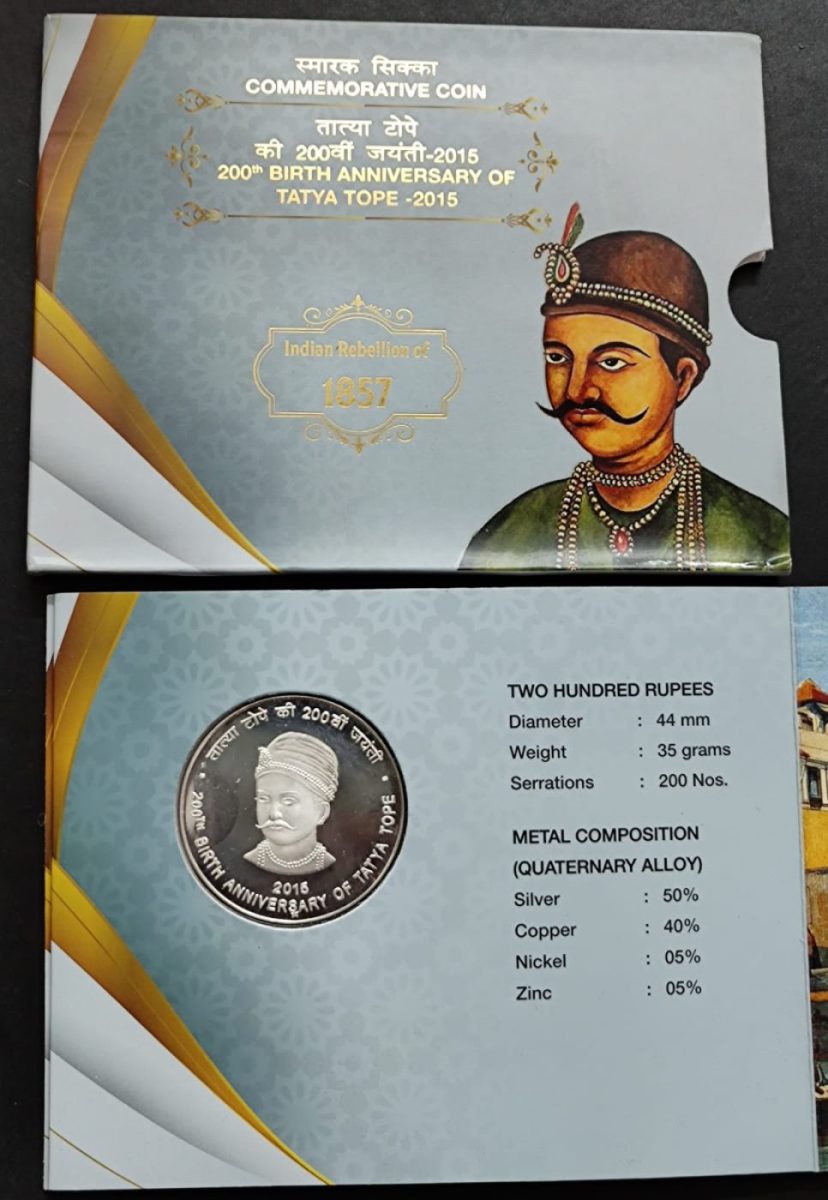 स्मारक सिक्का
COMMEMORATIVE COIN
तात्या टोपे
की 200वीं जयंती-2015
200th BIRTH ANNIVERSARY OF
TATYA TOPE -2015
Indian Rebellion of
1857
तात्या टोपे की 200वीं जयंती
200TH BIRTH ANNIVERSARY OF TATYA TOPE
2015
TWO HUNDRED RUPEES
Diameter : 44 mm
Weight : 35 grams
Serrations : 200 Nos.
METAL COMPOSITION
(QUATERNARY ALLOY)
Silver : 50%
Copper : 40%
Nickel : 05%
Zinc : 05%